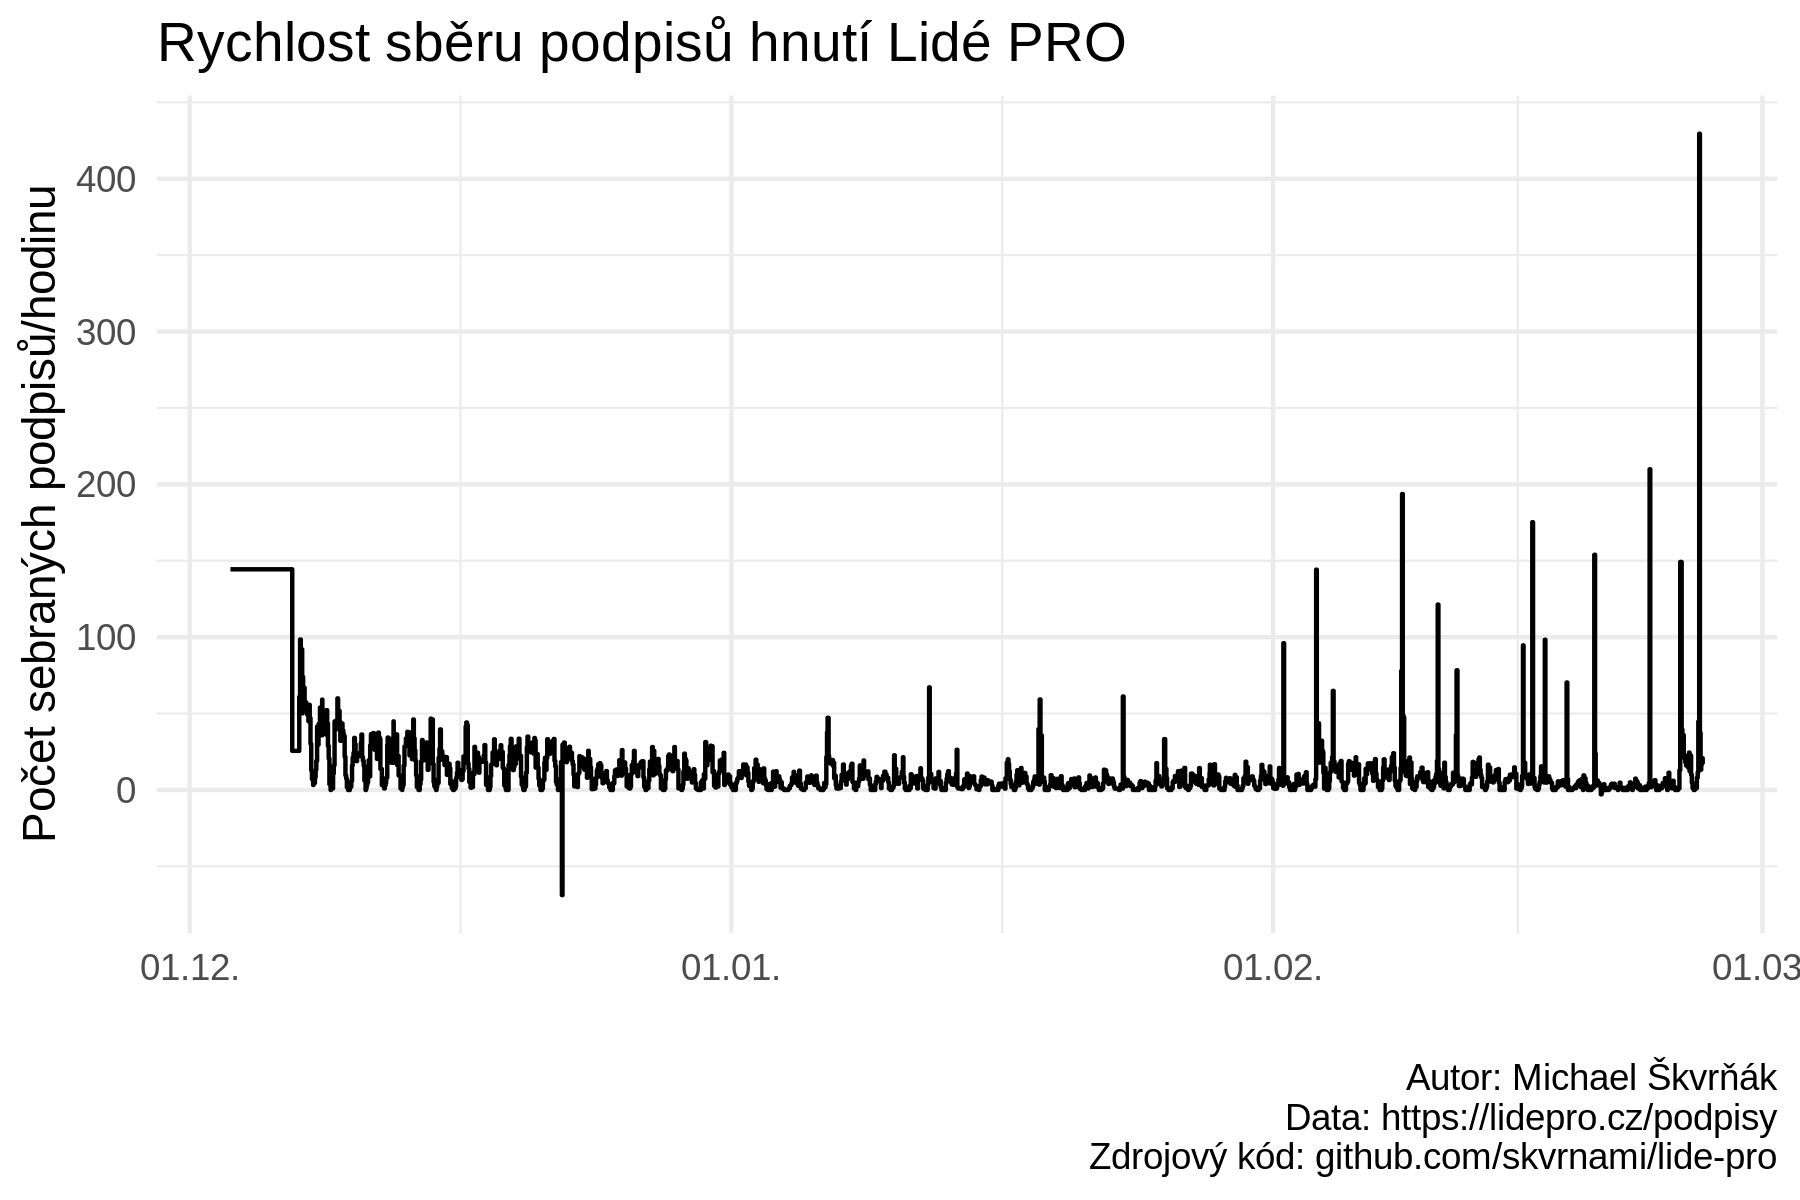 Rychlost sběru podpisů hnutí Lidé PRO
Počet sebraných podpisů/hodinu
400
300
200
100
0
01.12.
01.01.
01.02.
01.03
Autor: Michael Škvrňák
Data: https://lidepro.cz/podpisy
Zdrojový kód: github.com/skvrnami/lide-pro